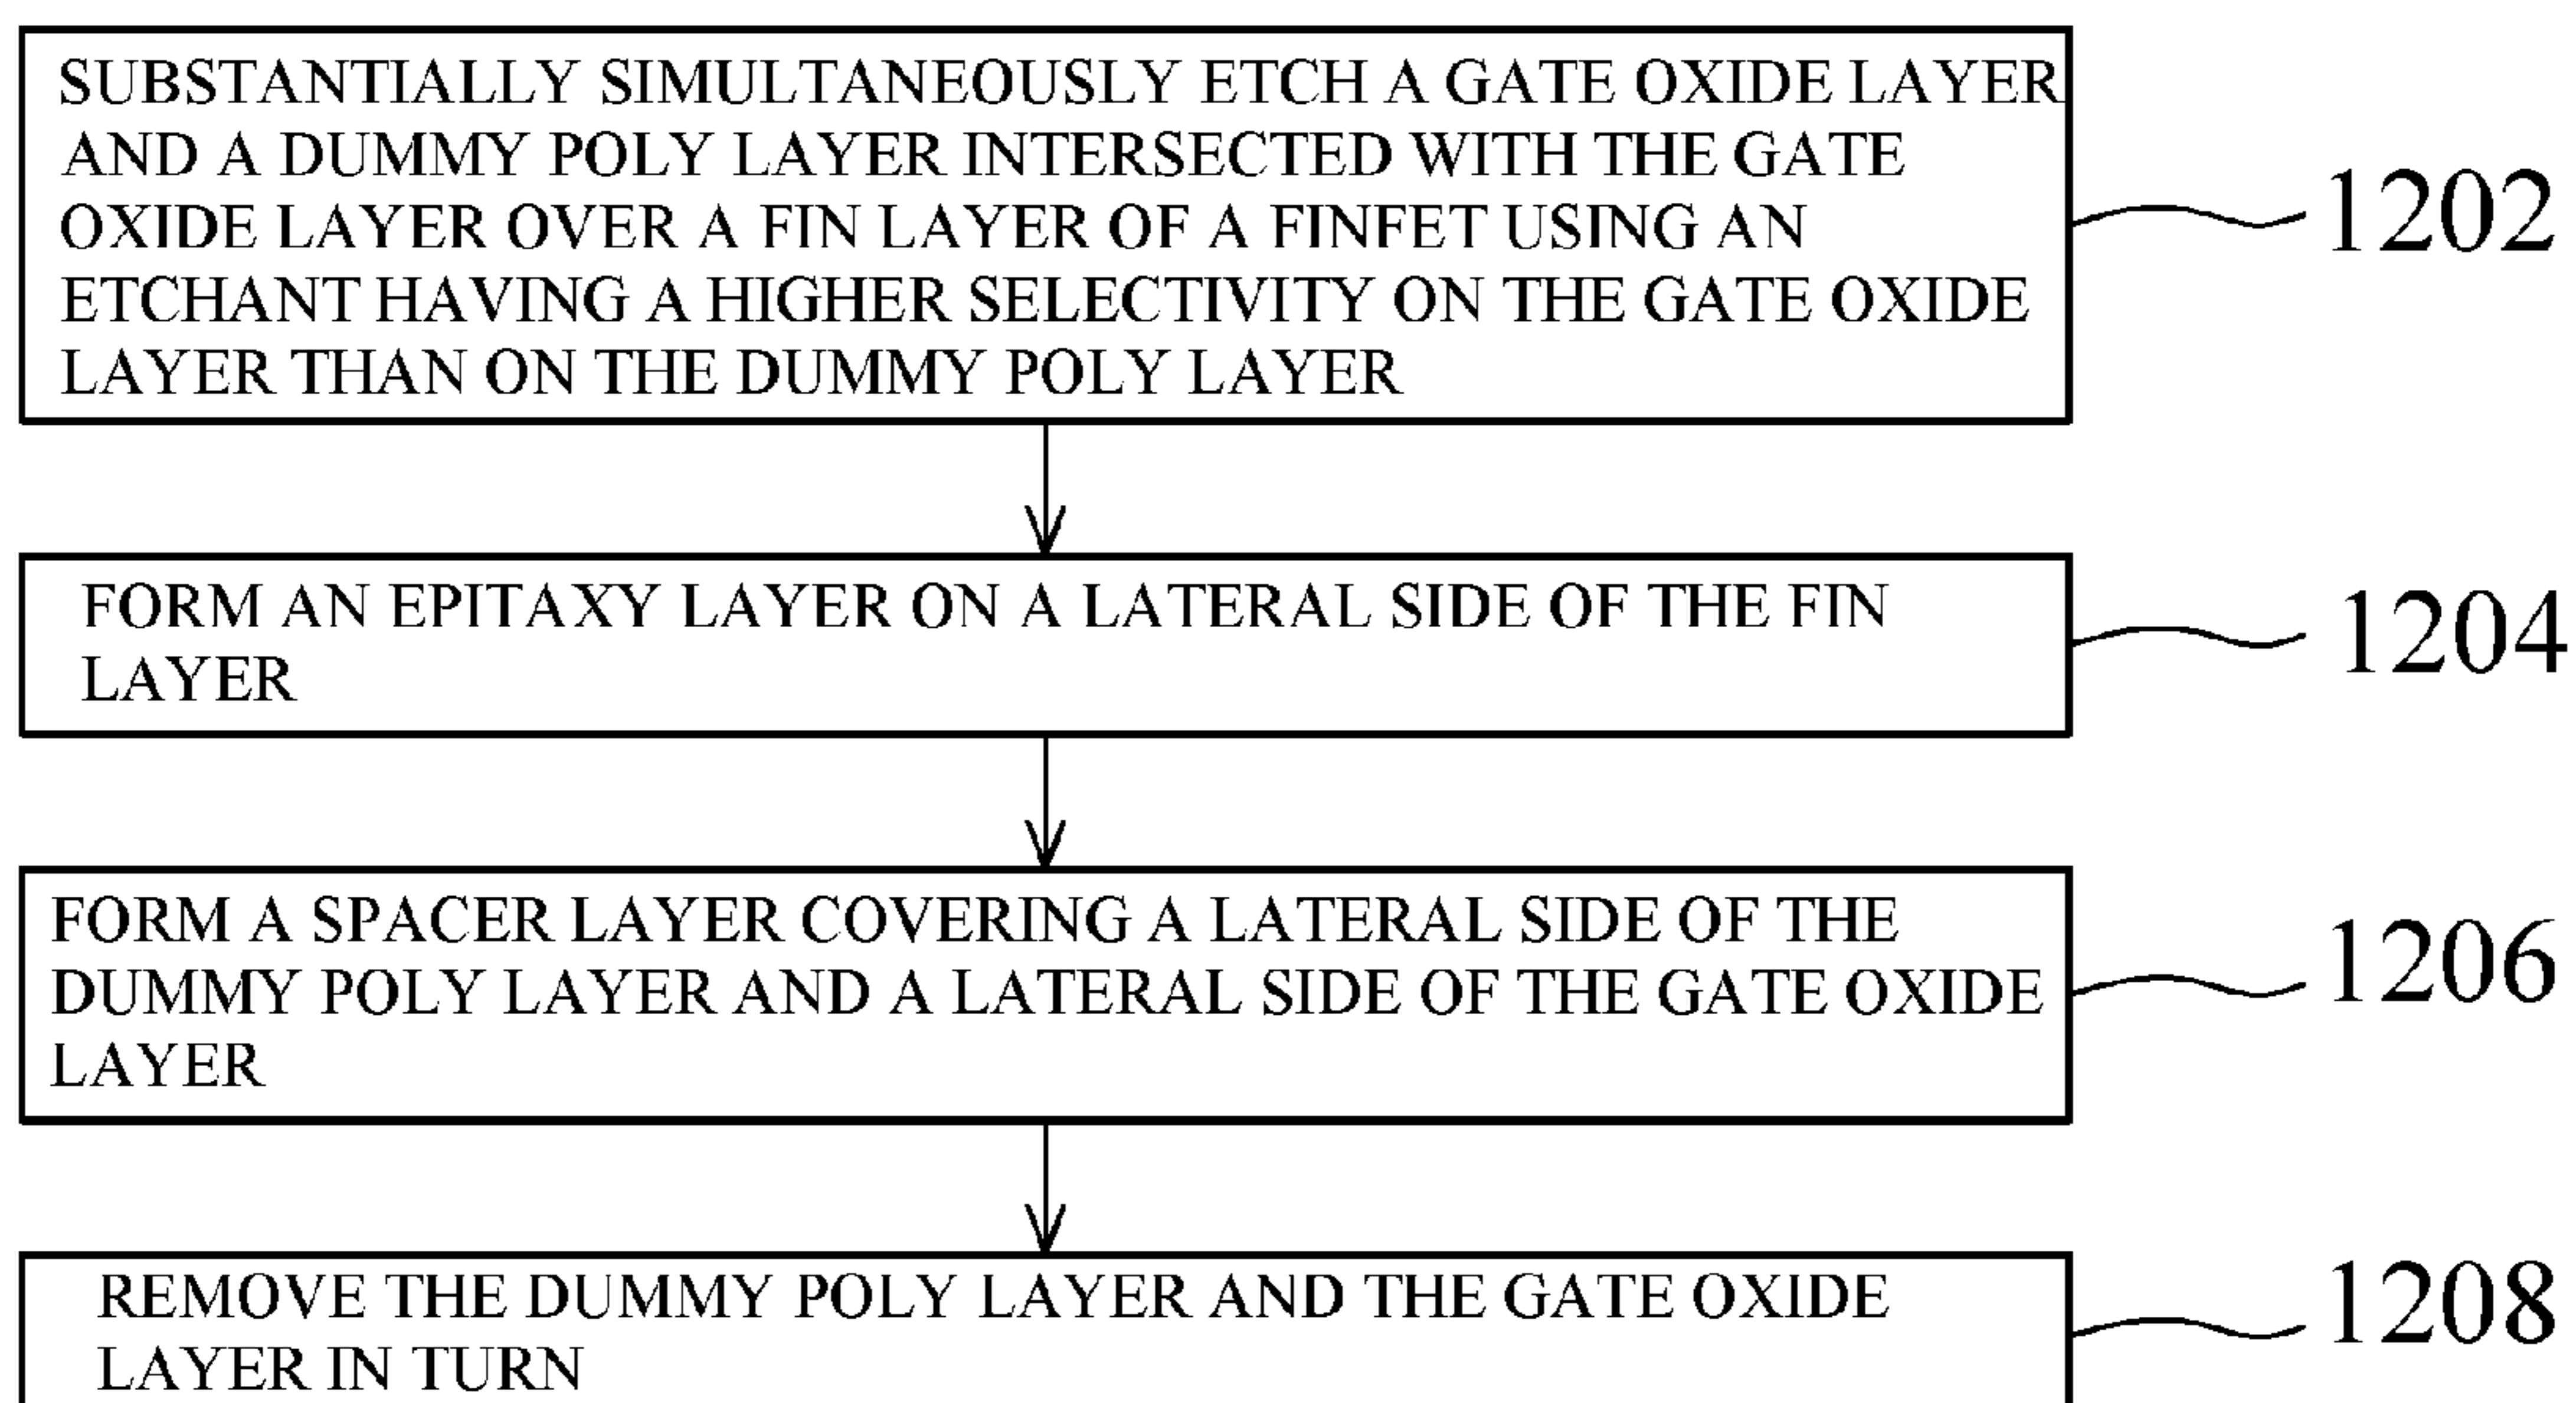 SUBSTANTIALLY SIMULTANEOUSLY ETCH A GATE OXIDE LAYER
AND A DUMMY POLY LAYER INTERSECTED WITH THE GATE
OXIDE LAYER OVER A FIN LAYER OF A FINFET USING AN
ETCHANT HAVING A HIGHER SELECTIVITY ON THE GATE OXIDE
LAYER THAN ON THE DUMMY POLY LAYER
1202
FORM AN EPITAXY LAYER ON A LATERAL SIDE OF THE FIN
LAYER
1204
FORM A SPACER LAYER COVERING A LATERAL SIDE OF THE
DUMMY POLY LAYER AND A LATERAL SIDE OF THE GATE OXIDE
LAYER
1206
REMOVE THE DUMMY POLY LAYER AND THE GATE OXIDE
LAYER IN TURN
1208